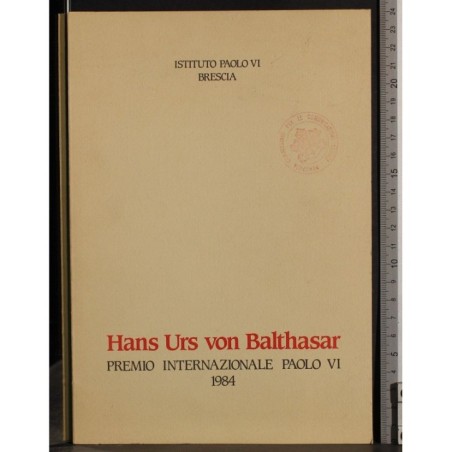 ISTITUTO PAOLO VI
BRESCIA
Hans Urs von Balthasar
PREMIO INTERNAZIONALE PAOLO VI
1984